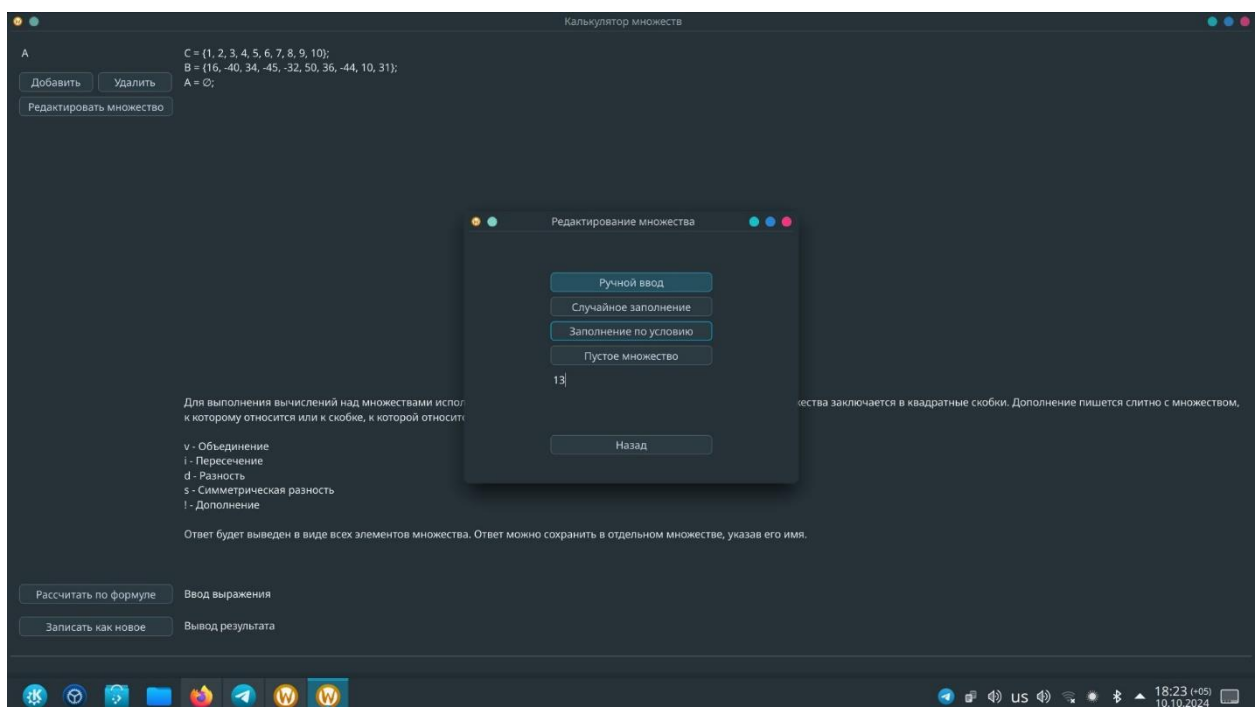 Калькулятор множеств
A
Добавить
Удалить
Редактировать множество
C = {1, 2, 3, 4, 5, 6, 7, 8, 9, 10};
B = {16, -40, 34, -45, -32, 50, 36, -44, 10, 31};
A = ∅;
Редактирование множества
Ручной ввод
Случайное заполнение
Заполнение по условию
Пустое множество
13
Назад
Для выполнения вычислений над множествами заключается в квадратные скобки. Дополнение пишется слитно с множеством,
к которому относится или к скобке, к которой
v - Объединение
i - Пересечение
d - Разность
s - Симметрическая разность
! - Дополнение
Ответ будет выведен в виде всех элементов множества. Ответ можно сохранить в отдельном множестве, указав его имя.
Рассчитать по формуле
Ввод выражения
Записать как новое
Вывод результата
US
18:23 (+05)
10.10.2024